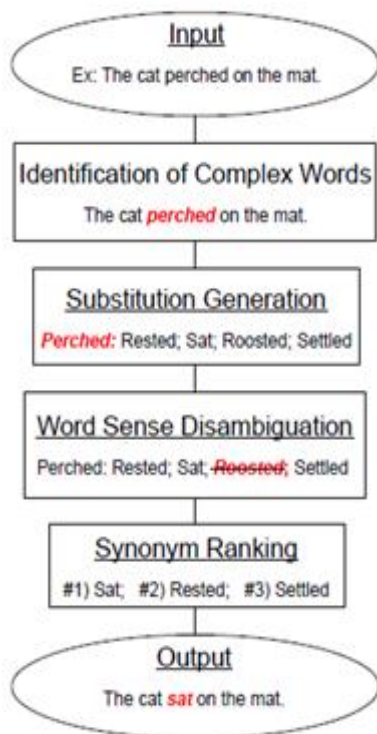 Input
Ex: The cat perched on the mat.
Identification of Complex Words
The cat perched on the mat.
Substitution Generation
Perched: Rested; Sat; Roosted; Settled
Word Sense Disambiguation
Perched: Rested; Sat; Roosted; Settled
Synonym Ranking
#1) Sat; #2) Rested; #3) Settled
Output
The cat sat on the mat.